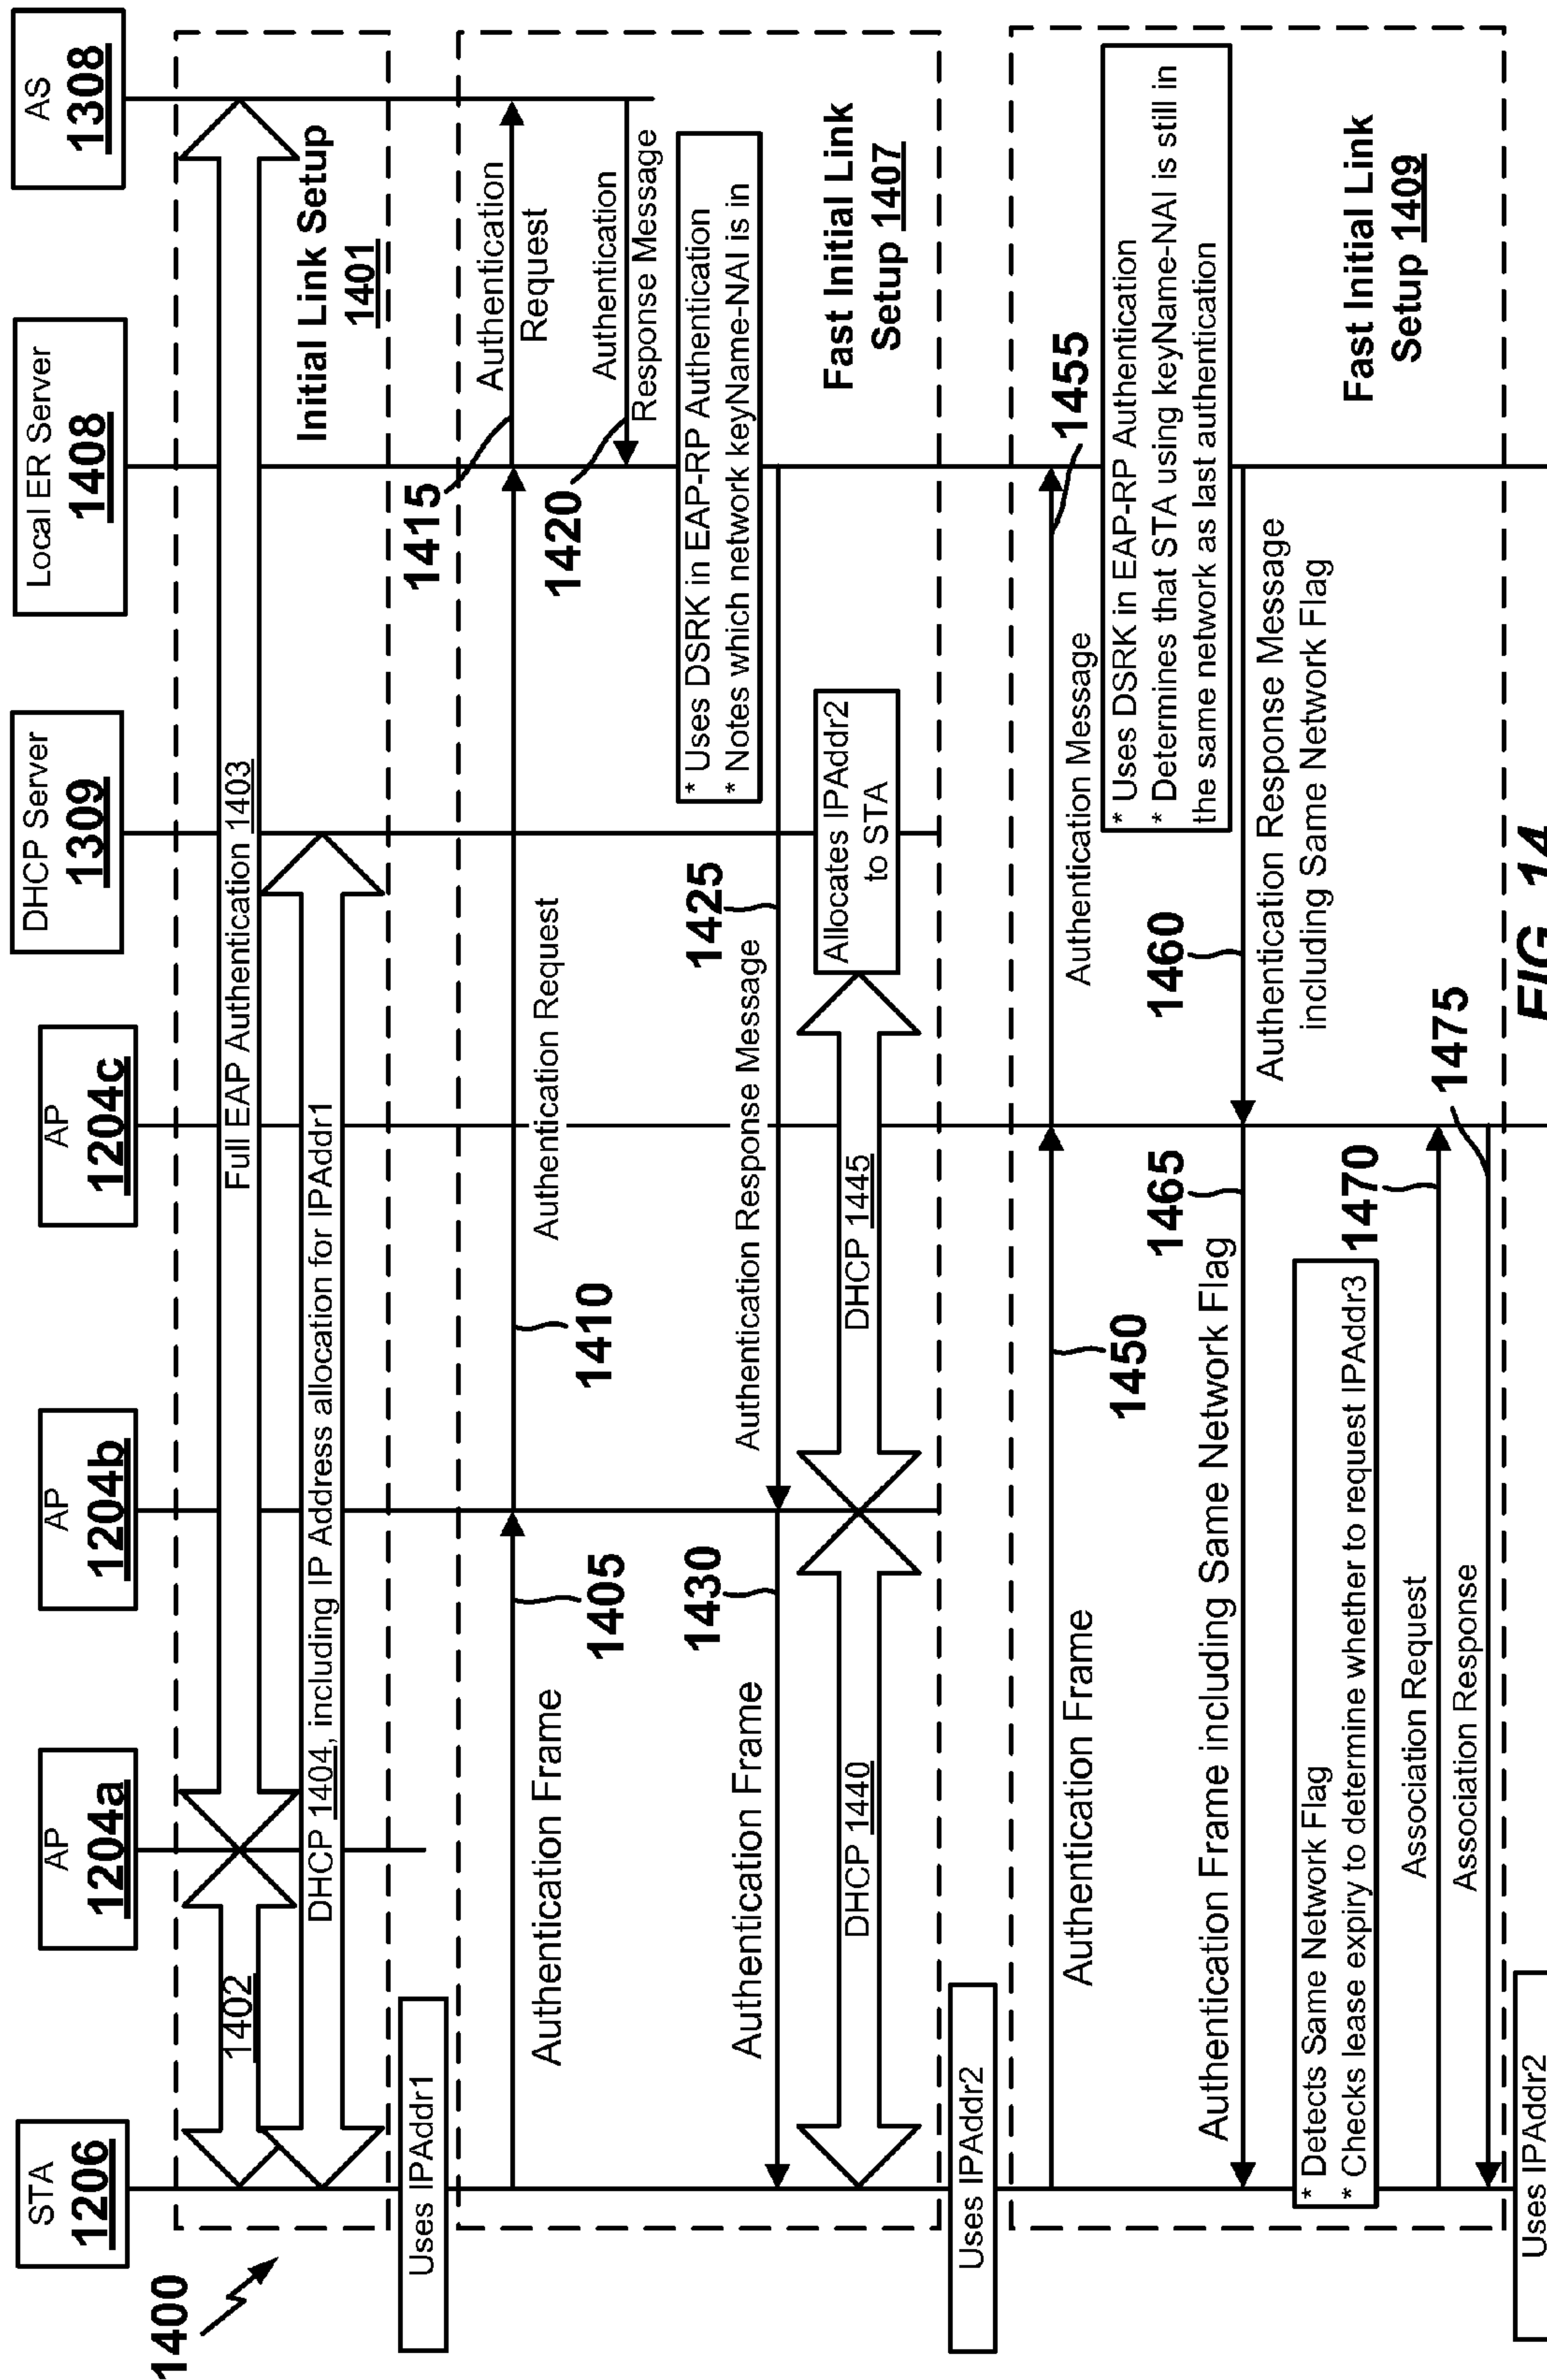 1400
STA
1206
AP
1204a
AP
1204b
AP
1204c
DHCP Server
1309
Local ER Server
1408
AS
1308
1402
Full EAP Authentication 1403
DHCP 1404, including IP Address allocation for IPAddr1
Initial Link Setup
1401
Uses IPAddr1
Authentication Frame
1405
1410
Authentication Request
1415
Authentication
Request
1420
Authentication
Response Message
* Uses DSRK in EAP-RP Authentication
* Notes which network keyName-NAI is in
1425
Authentication Response Message
1430
Authentication Frame
DHCP 1440
DHCP 1445
Allocates IPAddr2
to STA
Fast Initial Link
Setup 1407
Uses IPAddr2
Authentication Frame
1450
Authentication Message
1455
* Uses DSRK in EAP-RP Authentication
* Determines that STA using keyName-NAI is still in
the same network as last authentication
1460
Authentication Response Message
including Same Network Flag
1465
Authentication Frame including Same Network Flag
* Detects Same Network Flag
* Checks lease expiry to determine whether to request IPAddr3
1470
Association Request
1475
Association Response
Fast Initial Link
Setup 1409
Uses IPAddr2
FIG. 14